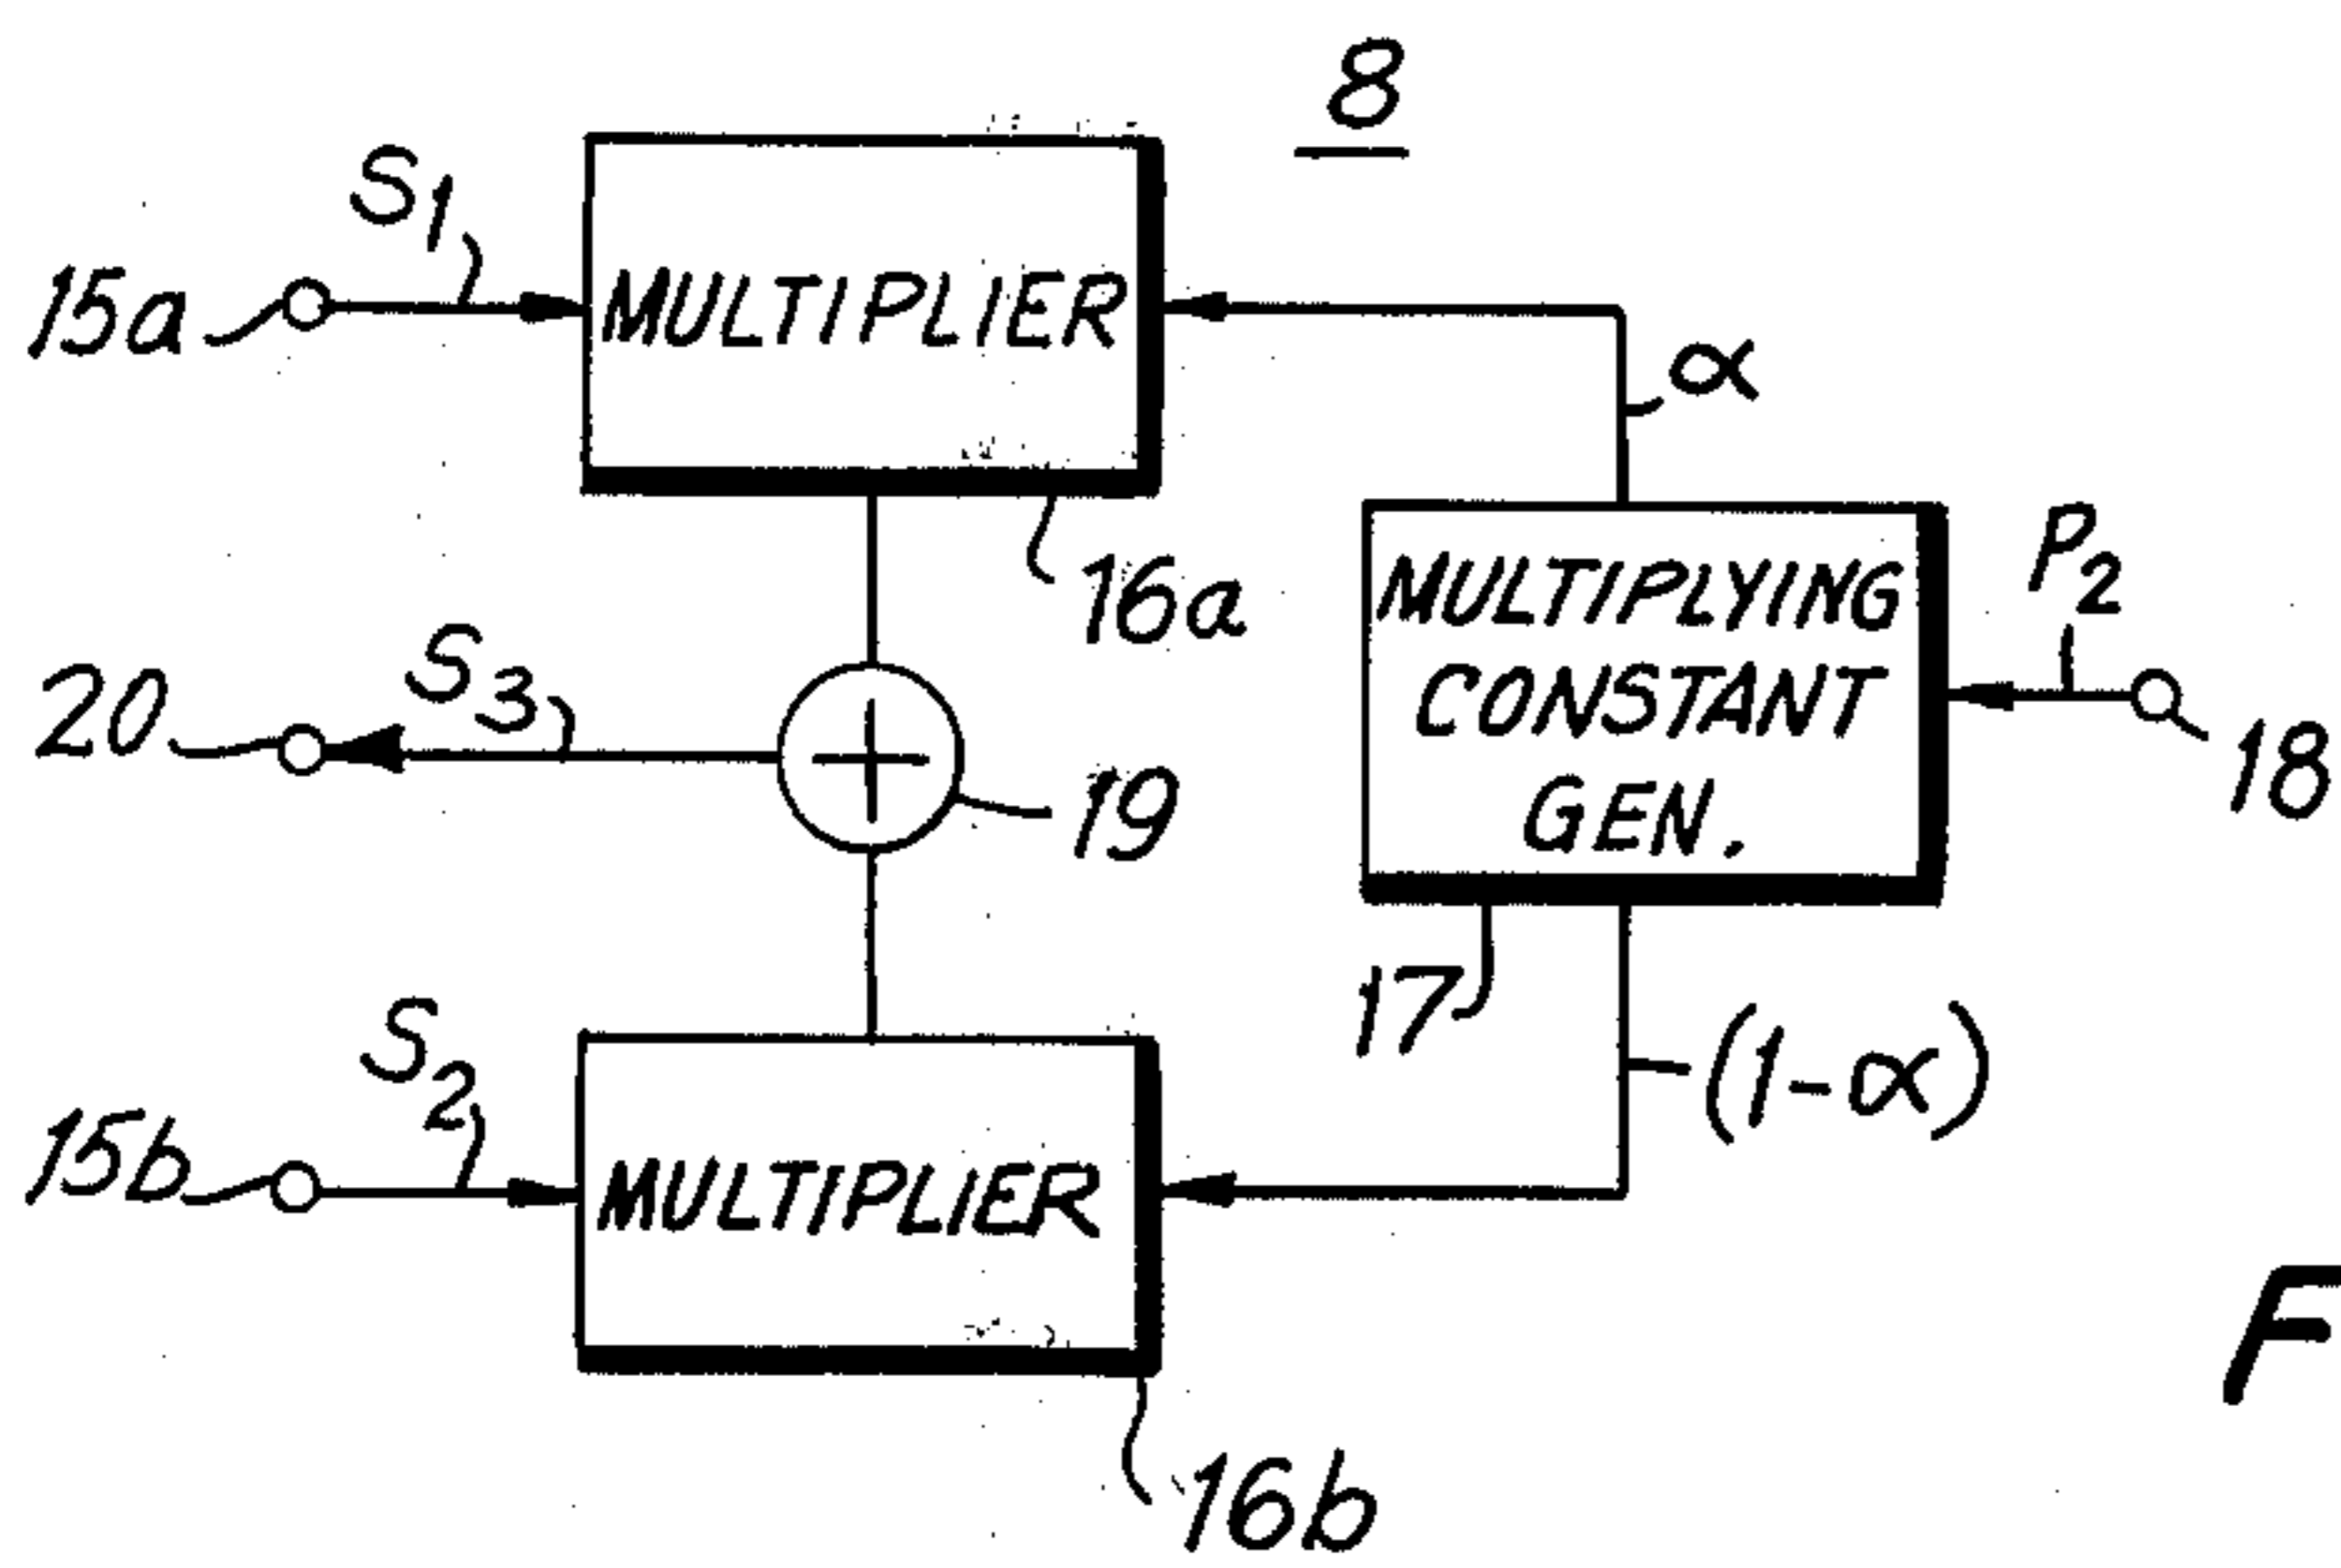 8
S1
15a
MULTIPLIER
α
16a
P2
MULTIPLYING
CONSTANT
GEN.
18
20
S3
19
17
(1-α)
S2
15b
MULTIPLIER
16b
F